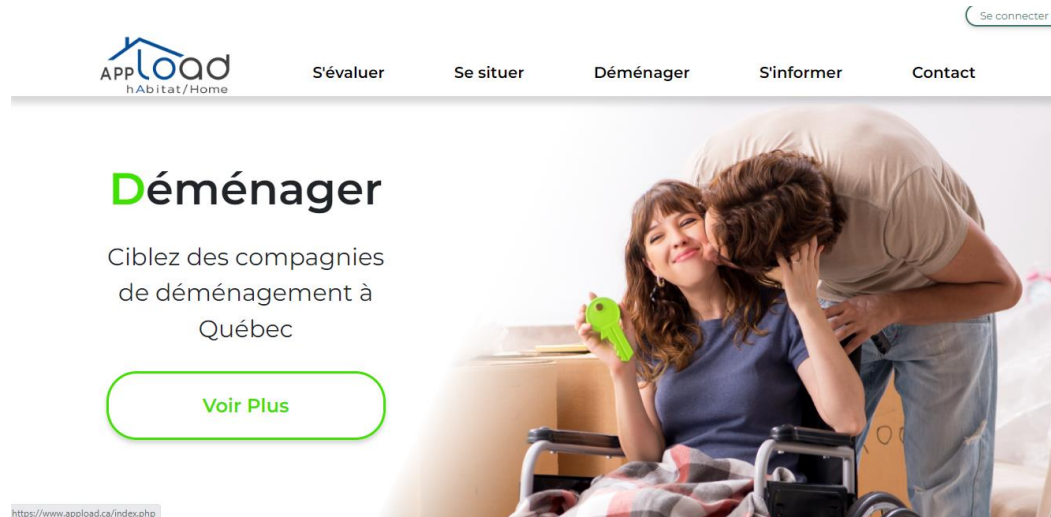 Se connecter
APPLOAD
hAbitat/Home
S'évaluer
Se situer
Déménager
S'informer
Contact
Déménager
Ciblez des compagnies
de déménagement à
Québec
Voir Plus
https://www.appload.ca/index.php